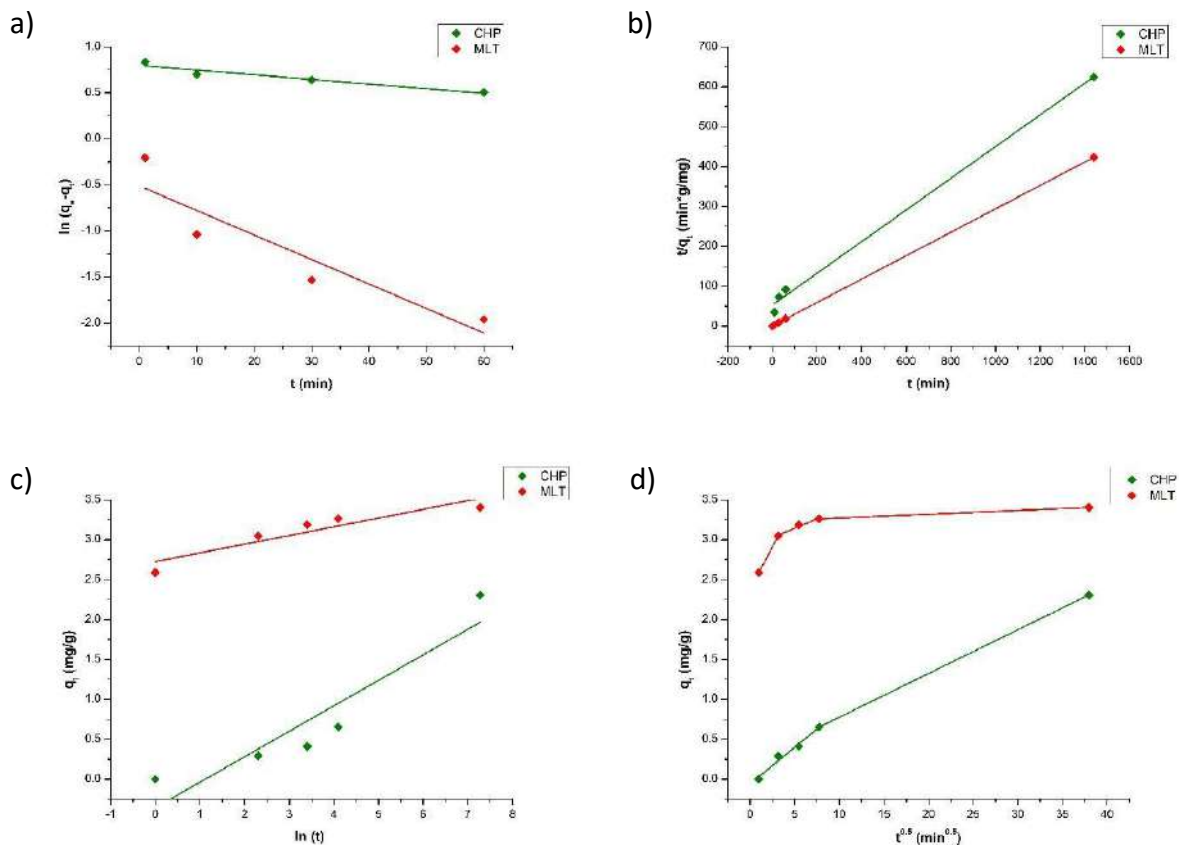 a)
CHP
MLT
1.0
0.5
0.0
-0.5
-1.0
-1.5
-2.0
ln (qe-qt)
0 10 20 30 40 50 60
t (min)
b)
CHP
MLT
700
600
500
400
300
200
100
0
t/qt (min*g/mg)
-200 0 200 400 600 800 1000 1200 1400 1600
t (min)
c)
CHP
MLT
3.5
3.0
2.5
2.0
1.5
1.0
0.5
0.0
qt (mg/g)
-1 0 1 2 3 4 5 6 7 8
ln (t)
d)
CHP
MLT
3.5
3.0
2.5
2.0
1.5
1.0
0.5
0.0
qt (mg/g)
0 5 10 15 20 25 30 35 40
t0.5 (min0.5)